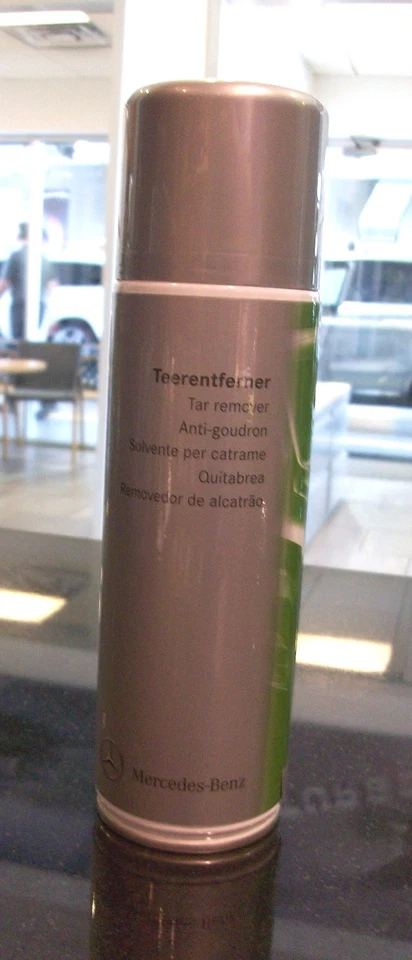 Teerentferner
Tar remover
Anti-goudron
Solvente per catrame
Quitabrea
Removedor de alcatrão
Mercedes-Benz